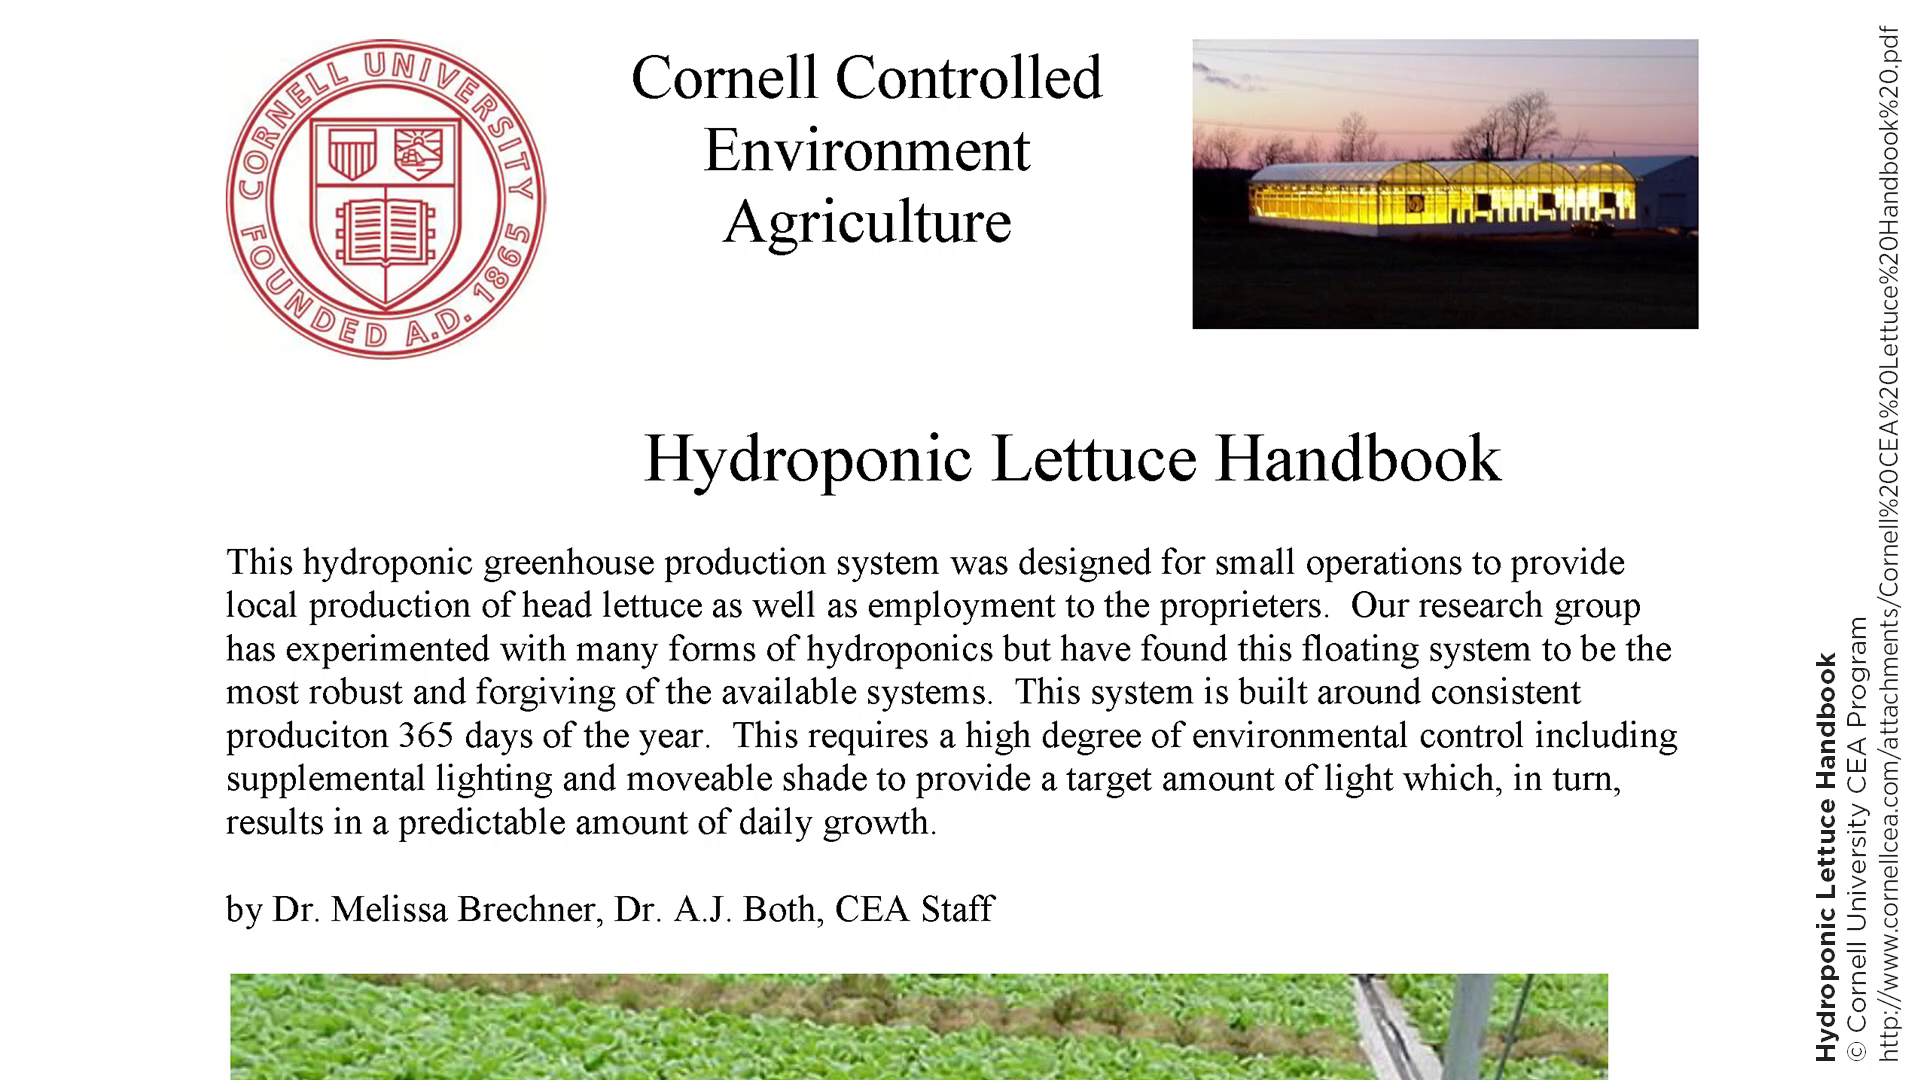 CORNELL UNIVERSITY
FOUNDED A.D. 1865
Cornell Controlled
Environment
Agriculture
Hydroponic Lettuce Handbook
This hydroponic greenhouse production system was designed for small operations to provide
local production of head lettuce as well as employment to the proprieters.  Our research group
has experimented with many forms of hydroponics but have found this floating system to be the
most robust and forgiving of the available systems.  This system is built around consistent
produciton 365 days of the year.  This requires a high degree of environmental control including
supplemental lighting and moveable shade to provide a target amount of light which, in turn,
results in a predictable amount of daily growth.
by Dr. Melissa Brechner, Dr. A.J. Both, CEA Staff
Hydroponic Lettuce Handbook
© Cornell University CEA Program
http://www.cornellcea.com/attachments/Cornell%20CEA%20Lettuce%20Handbook%20.pdf